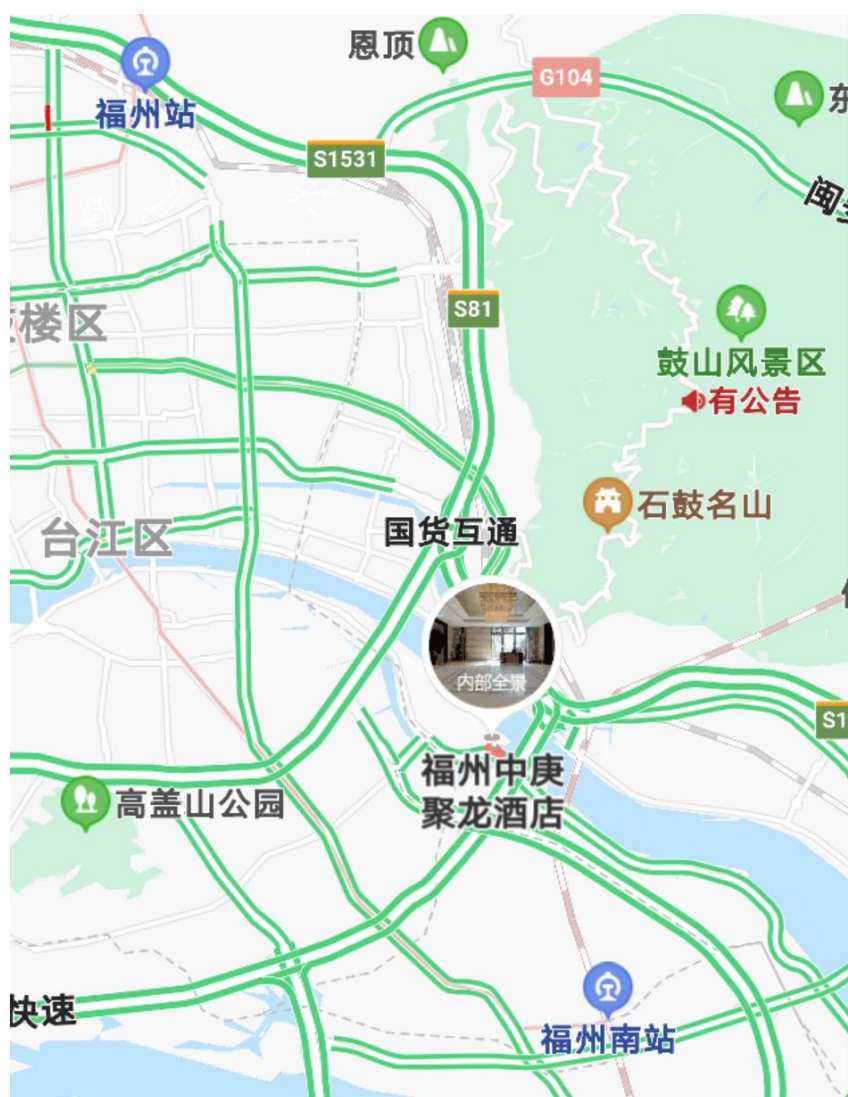 恩顶
G104
福州站
S1531
闽
S81
楼区
鼓山风景区
有公告
石鼓名山
国货互通
台江区
内部全景
S1
福州中庚
聚龙酒店
高盖山公园
快速
福州南站